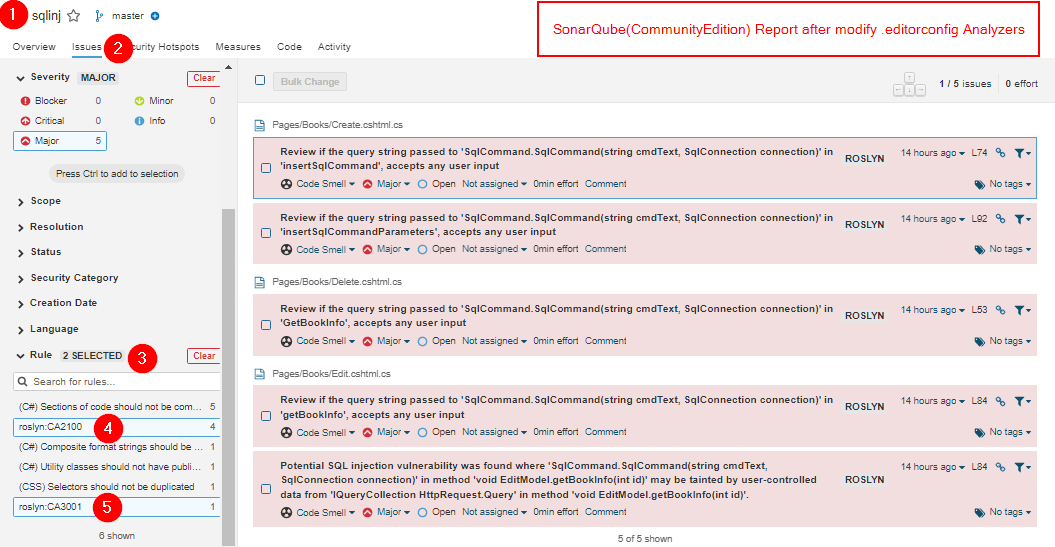 1 sqlinj master
SonarQube(CommunityEdition) Report after modify .editorconfig Analyzers
Overview Issues 2 curity Hotspots Measures Code Activity
Severity MAJOR Clear
Blocker 0 Minor 0
Critical 0 Info 0
Major 5
Press Ctrl to add to selection
Scope
Resolution
Status
Security Category
Creation Date
Language
Rule 2 SELECTED 3 Clear
Search for rules...
(C#) Sections of code should not be com... 5
roslyn:CA2100 4 4
(C#) Composite format strings should be ... 1
(C#) Utility classes should not have publi... 1
(CSS) Selectors should not be duplicated 1
roslyn:CA3001 5 1
6 shown
Bulk Change
1 / 5 issues 0 effort
Pages/Books/Create.cshtml.cs
Review if the query string passed to 'SqlCommand.SqlCommand(string cmdText, SqlConnection connection)' in
'insertSqlCommand', accepts any user input
ROSLYN 14 hours ago L74
Code Smell Major Open Not assigned 0min effort Comment No tags
Review if the query string passed to 'SqlCommand.SqlCommand(string cmdText, SqlConnection connection)' in
'insertSqlCommandParameters', accepts any user input
ROSLYN 14 hours ago L92
Code Smell Major Open Not assigned 0min effort Comment No tags
Pages/Books/Delete.cshtml.cs
Review if the query string passed to 'SqlCommand.SqlCommand(string cmdText, SqlConnection connection)' in
'GetBookInfo', accepts any user input
ROSLYN 14 hours ago L53
Code Smell Major Open Not assigned 0min effort Comment No tags
Pages/Books/Edit.cshtml.cs
Review if the query string passed to 'SqlCommand.SqlCommand(string cmdText, SqlConnection connection)' in
'getBookInfo', accepts any user input
ROSLYN 14 hours ago L84
Code Smell Major Open Not assigned 0min effort Comment No tags
Potential SQL injection vulnerability was found where 'SqlCommand.SqlCommand(string cmdText,
SqlConnection connection)' in method 'void EditModel.getBookInfo(int id)' may be tainted by user-controlled
data from 'IQueryCollection HttpRequest.Query' in method 'void EditModel.getBookInfo(int id)'.
ROSLYN 14 hours ago L84
Code Smell Major Open Not assigned 0min effort Comment No tags
5 of 5 shown